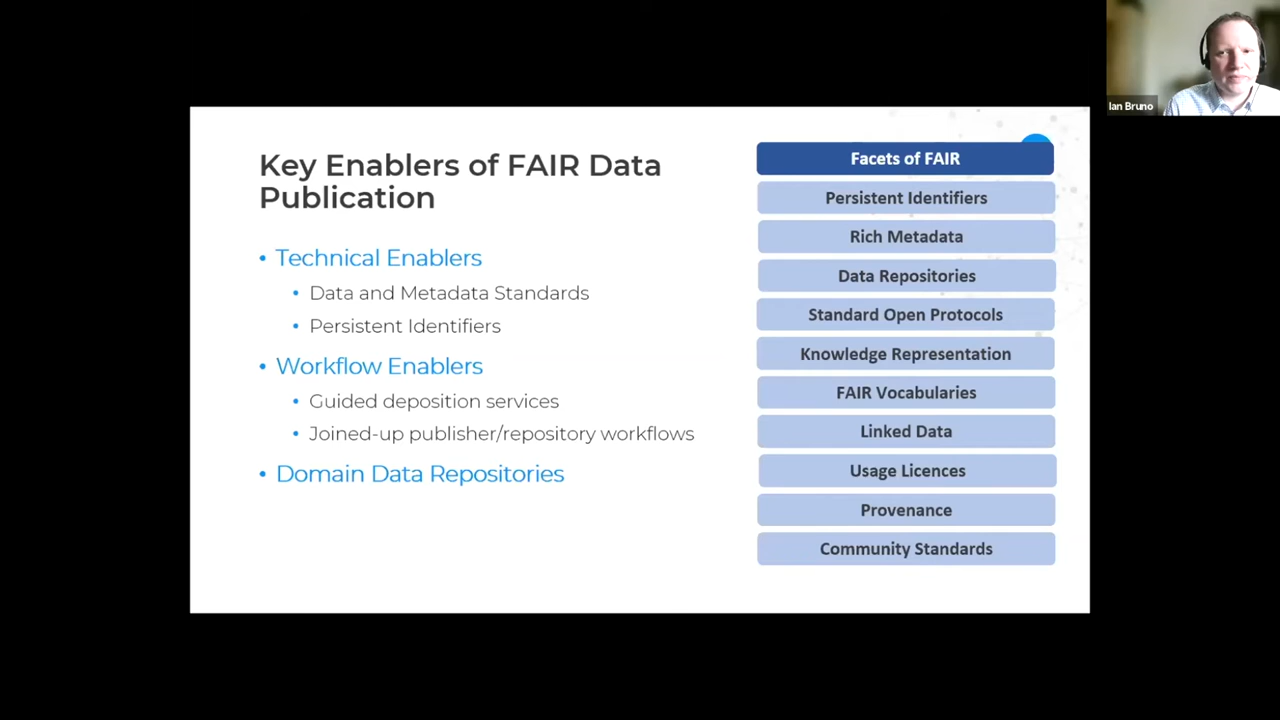 Key Enablers of FAIR Data
Publication
• Technical Enablers
• Data and Metadata Standards
• Persistent Identifiers
• Workflow Enablers
• Guided deposition services
• Joined-up publisher/repository workflows
• Domain Data Repositories
Facets of FAIR
Persistent Identifiers
Rich Metadata
Data Repositories
Standard Open Protocols
Knowledge Representation
FAIR Vocabularies
Linked Data
Usage Licences
Provenance
Community Standards
Ian Bruno